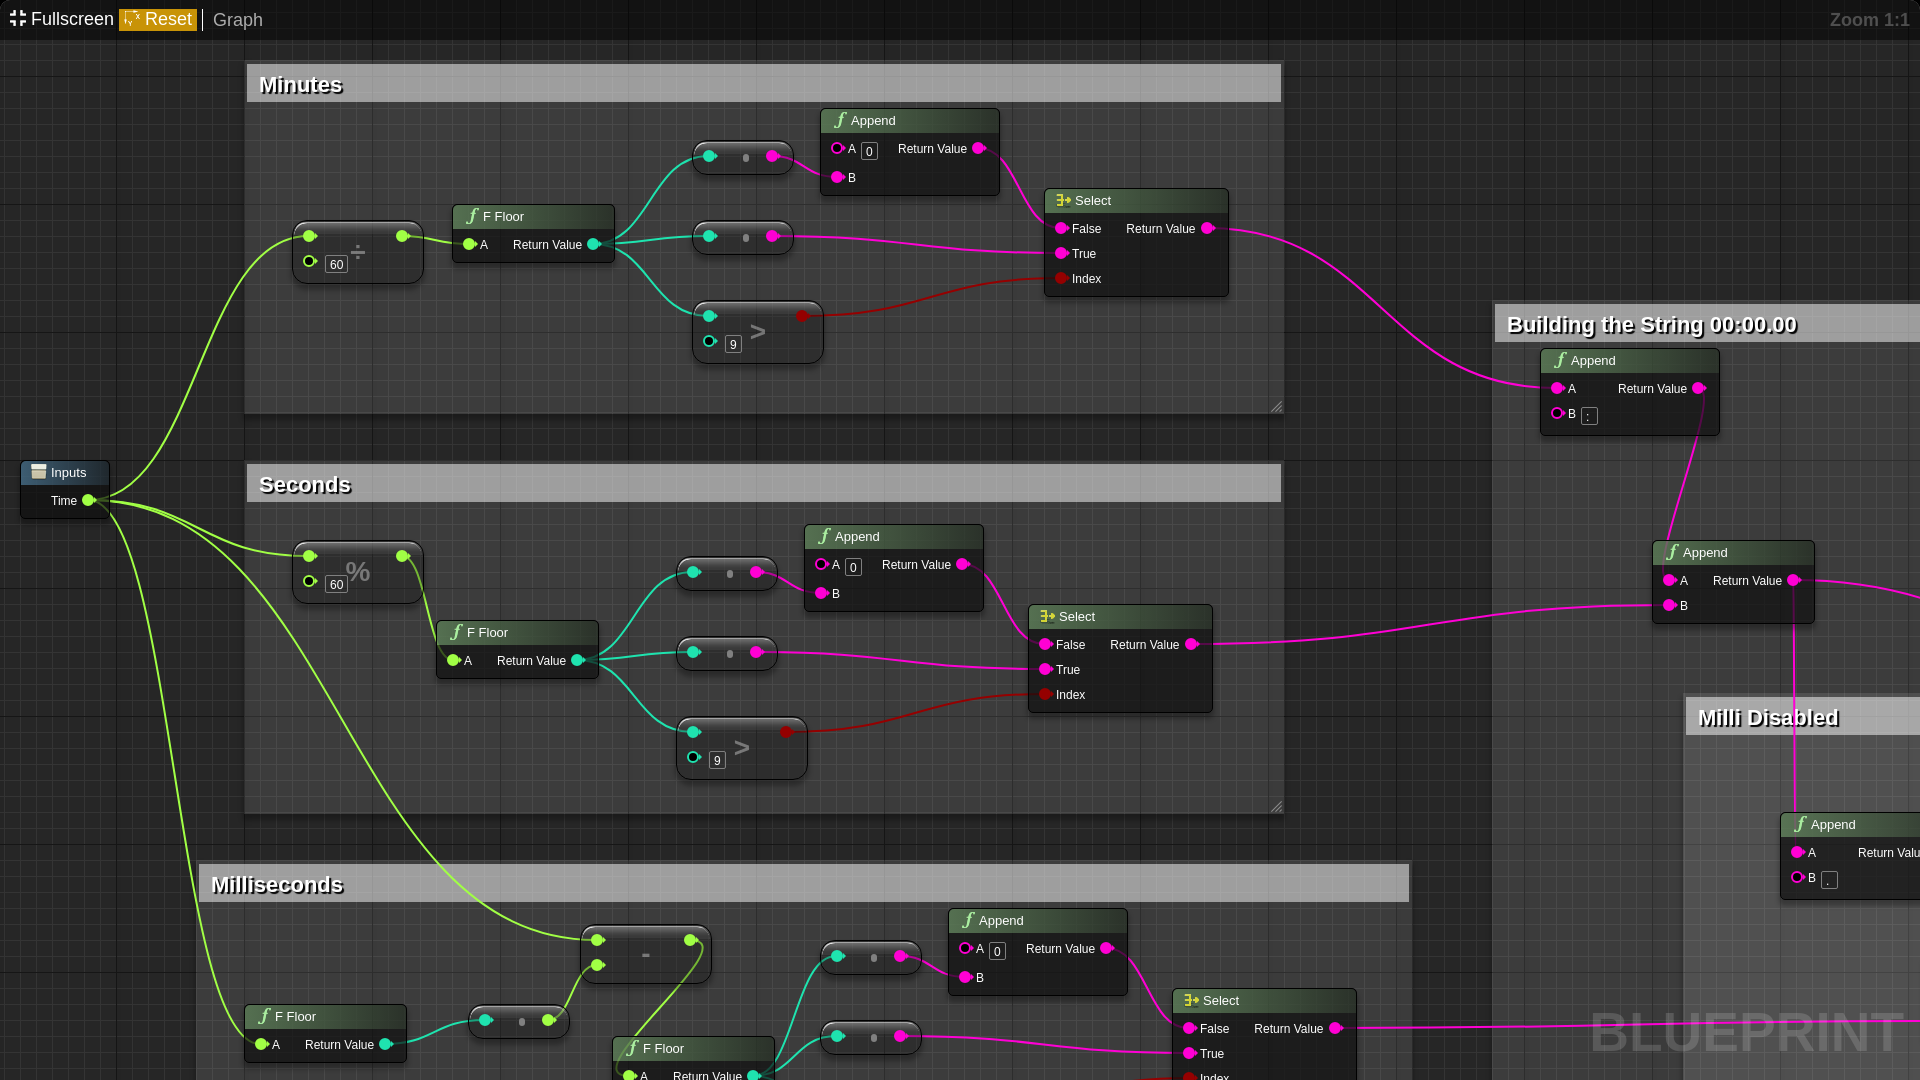 Fullscreen Reset Graph
Zoom 1:1
Minutes
f Append
A 0 Return Value
B
Select
False Return Value
True
Index
f F Floor
A Return Value
÷
60
>
9
Building the String 00:00.00
f Append
A Return Value
B :
Inputs
Time
Seconds
%
60
f F Floor
A Return Value
f Append
A 0 Return Value
B
Select
False Return Value
True
Index
>
9
f Append
A Return Value
B
Milli Disabled
f Append
A Return Valu
B .
Milliseconds
-
f Append
A 0 Return Value
B
Select
False Return Value
True
Index
f F Floor
A Return Value
f F Floor
A Return Value
BLUEPRINT